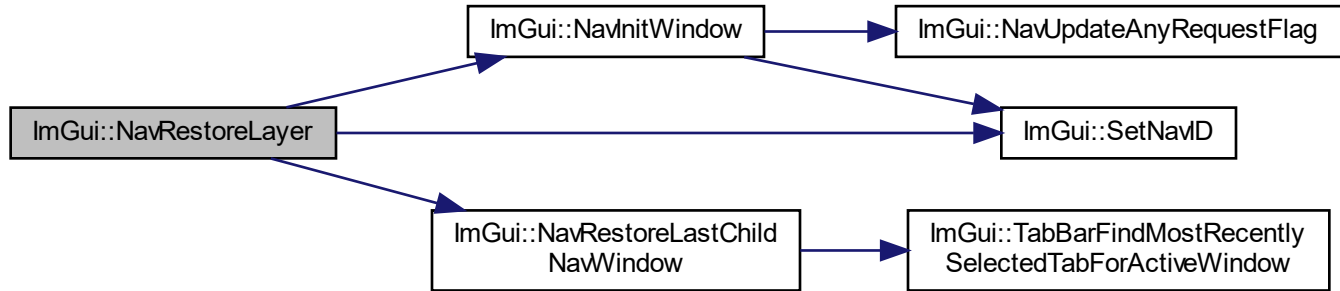 ImGui::NavInitWindow
ImGui::NavUpdateAnyRequestFlag
ImGui::NavRestoreLayer
ImGui::SetNavID
ImGui::NavRestoreLastChild
NavWindow
ImGui::TabBarFindMostRecently
SelectedTabForActiveWindow